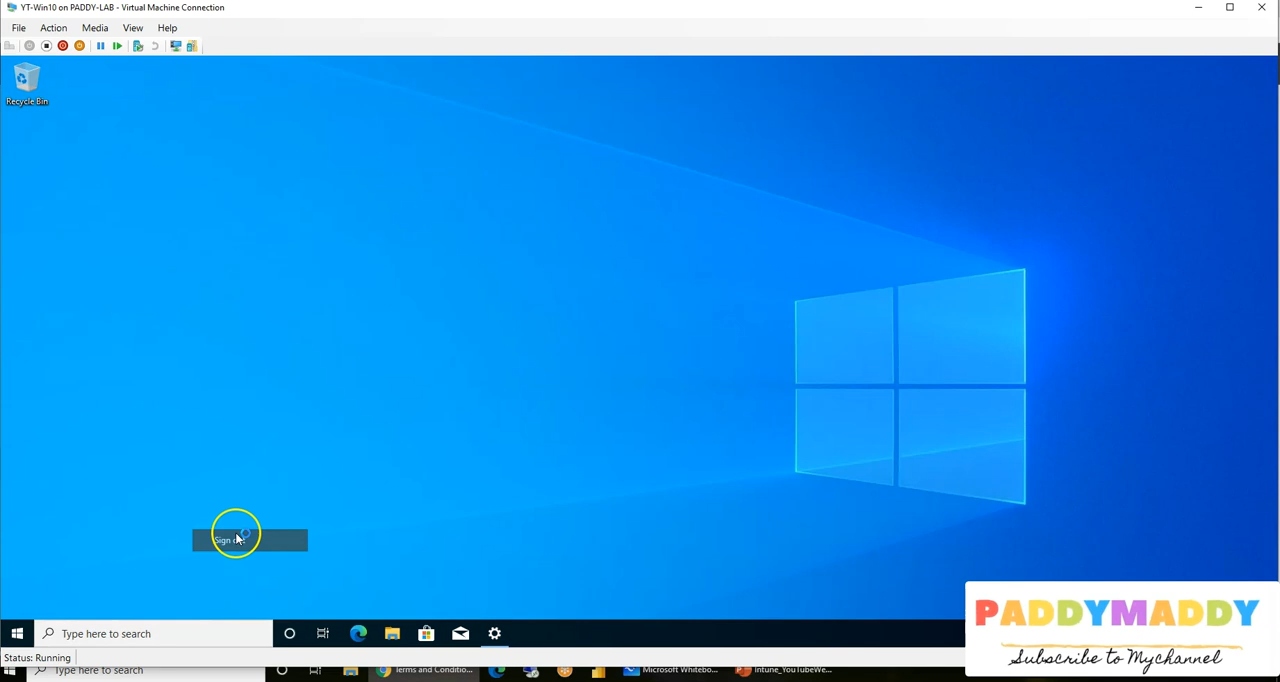 YT-Win10 on PADDY-LAB - Virtual Machine Connection
File Action Media View Help
Recycle Bin
Sign
Type here to search
Status: Running
Type here to search
Terms and Conditio...
Microsoft Whitebo...
Intune_YouTubeWe...
PADDYMADDY
Subscribe to Mychannel